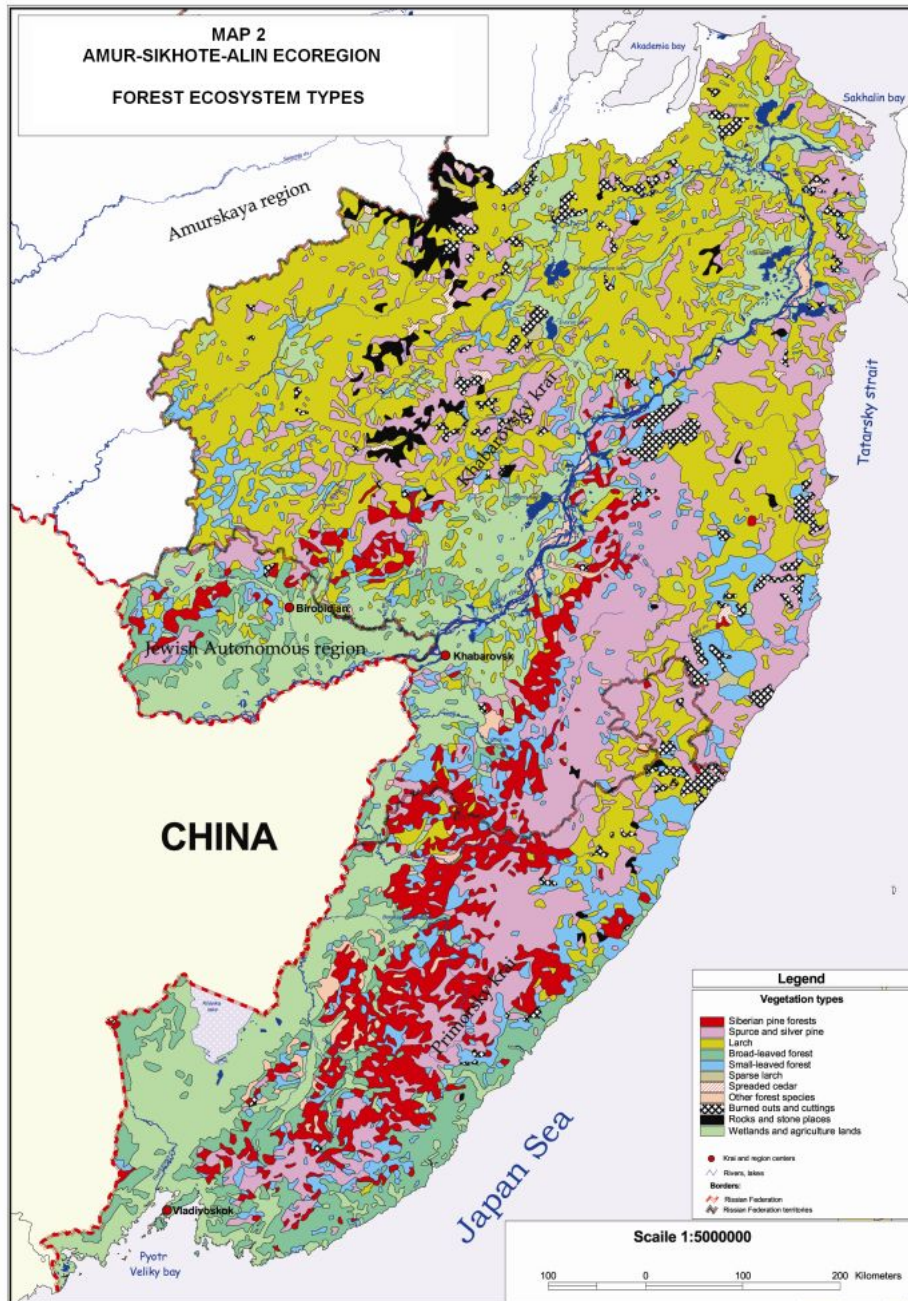 MAP 2
AMUR-SIKHOTE-ALIN ECOREGION
FOREST ECOSYSTEM TYPES
Akademia bay
Sakhalin bay
Amurskaya region
Khabarovsky krai
Tatarsky strait
Birobidjan
Jewish Autonomous region
Khabarovsk
CHINA
Primorsky krai
Japan Sea
Vladivoskok
Pyotr
Veliky bay
Legend
Vegetation types
Siberian pine forests
Spurce and silver pine
Larch
Broad-leaved forest
Small-leaved forest
Sparse larch
Spreaded cedar
Other forest species
Burned outs and cuttings
Rocks and stone places
Wetlands and agriculture lands
Krai and region centers
Rivers, lakes
Borders:
Rissian Federation
Rissian Federation territories
Scaile 1:5000000
100 0 100 200 Kilometers